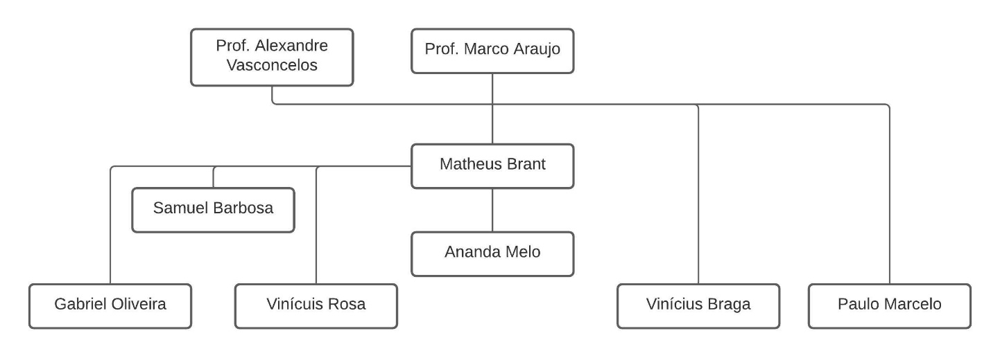 Prof. Alexandre
Vasconcelos
Prof. Marco Araujo
Matheus Brant
Samuel Barbosa
Ananda Melo
Gabriel Oliveira
Vinícuis Rosa
Vinícius Braga
Paulo Marcelo